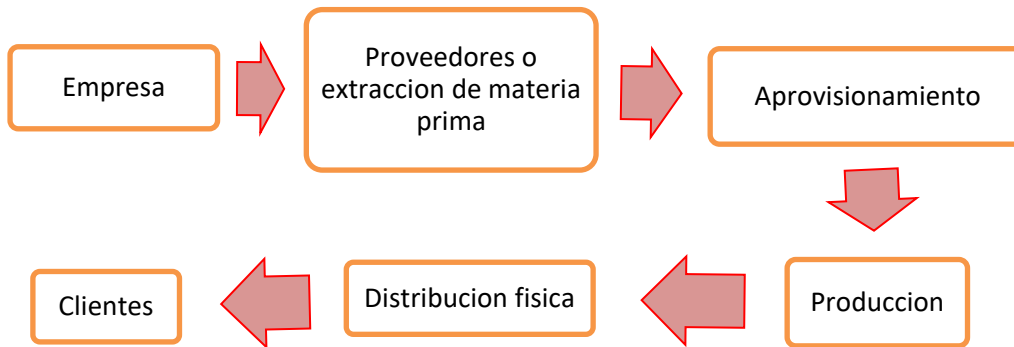 Empresa
Proveedores o
extraccion de materia
prima
Aprovisionamiento
Produccion
Distribucion fisica
Clientes